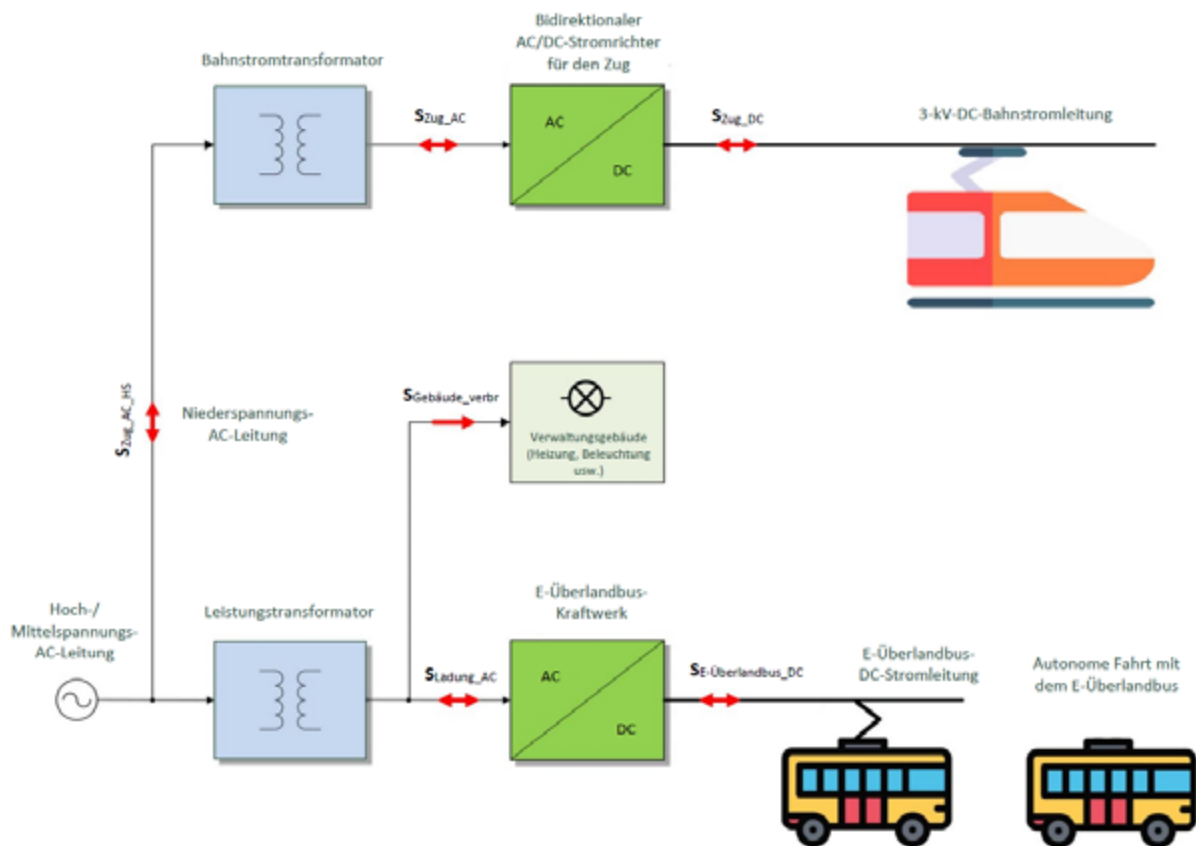 Bidirektionaler
AC/DC-Stromrichter
für den Zug
Bahnstromtransformator
SZug_AC
AC
DC
SZug_DC
3-kV-DC-Bahnstromleitung
SZug_AC_HS
Niederspannungs-
AC-Leitung
SGebäude_verbr
Verwaltungsgebäude
(Heizung, Beleuchtung
usw.)
Hoch-/
Mittelspannungs-
AC-Leitung
Leistungstransformator
E-Überlandbus-
Kraftwerk
SLadung_AC
AC
DC
SE-Überlandbus_DC
E-Überlandbus-
DC-Stromleitung
Autonome Fahrt mit
dem E-Überlandbus